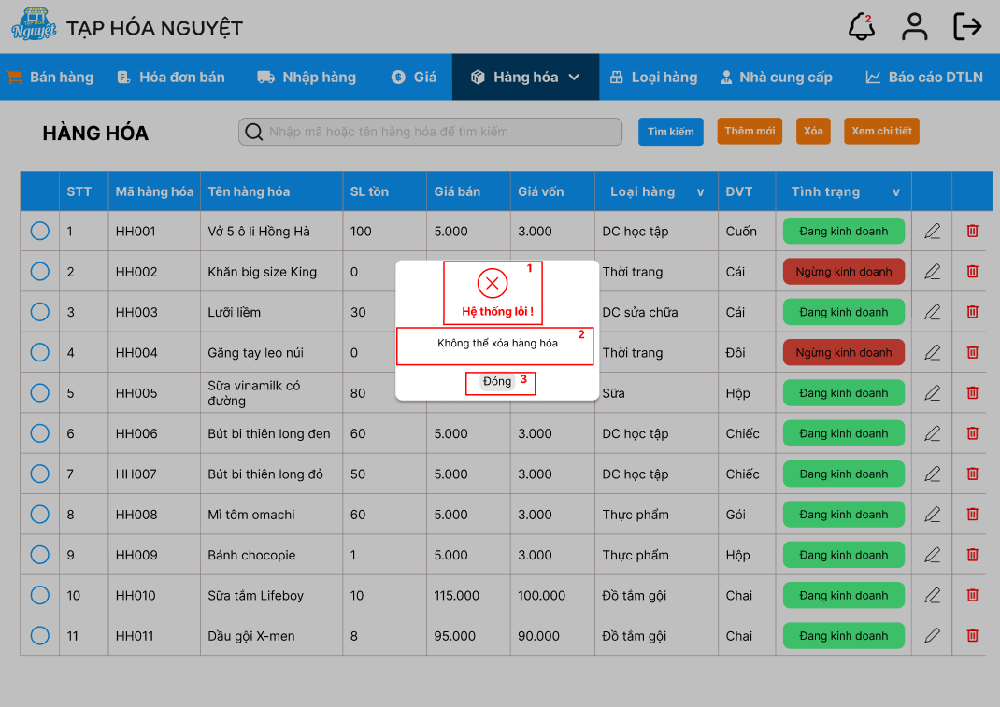 TẠP HÓA
Nguyệt
TẠP HÓA NGUYỆT
2
Bán hàng Hóa đơn bán Nhập hàng Giá Hàng hóa Loại hàng Nhà cung cấp Báo cáo DTLN
HÀNG HÓA Nhập mã hoặc tên hàng hóa để tìm kiếm Tìm kiếm Thêm mới Xóa Xem chi tiết
STT Mã hàng hóa Tên hàng hóa SL tồn Giá bán Giá vốn Loại hàng v ĐVT Tình trạng v
1 HH001 Vở 5 ô li Hồng Hà 100 5.000 3.000 DC học tập Cuốn Đang kinh doanh
2 HH002 Khăn big size King 0 Thời trang Cái Ngừng kinh doanh
3 HH003 Lưỡi liềm 30 DC sửa chữa Cái Đang kinh doanh
4 HH004 Găng tay leo núi 0 Thời trang Đôi Ngừng kinh doanh
5 HH005 Sữa vinamilk có đường 80 Sữa Hộp Đang kinh doanh
6 HH006 Bút bi thiên long đen 60 5.000 3.000 DC học tập Chiếc Đang kinh doanh
7 HH007 Bút bi thiên long đỏ 50 5.000 3.000 DC học tập Chiếc Đang kinh doanh
8 HH008 Mì tôm omachi 60 5.000 3.000 Thực phẩm Gói Đang kinh doanh
9 HH009 Bánh chocopie 1 5.000 3.000 Thực phẩm Hộp Đang kinh doanh
10 HH010 Sữa tắm Lifeboy 10 115.000 100.000 Đồ tắm gội Chai Đang kinh doanh
11 HH011 Dầu gội X-men 8 95.000 90.000 Đồ tắm gội Chai Đang kinh doanh
1
Hệ thống lỗi !
Không thể xóa hàng hóa 2
Đóng 3